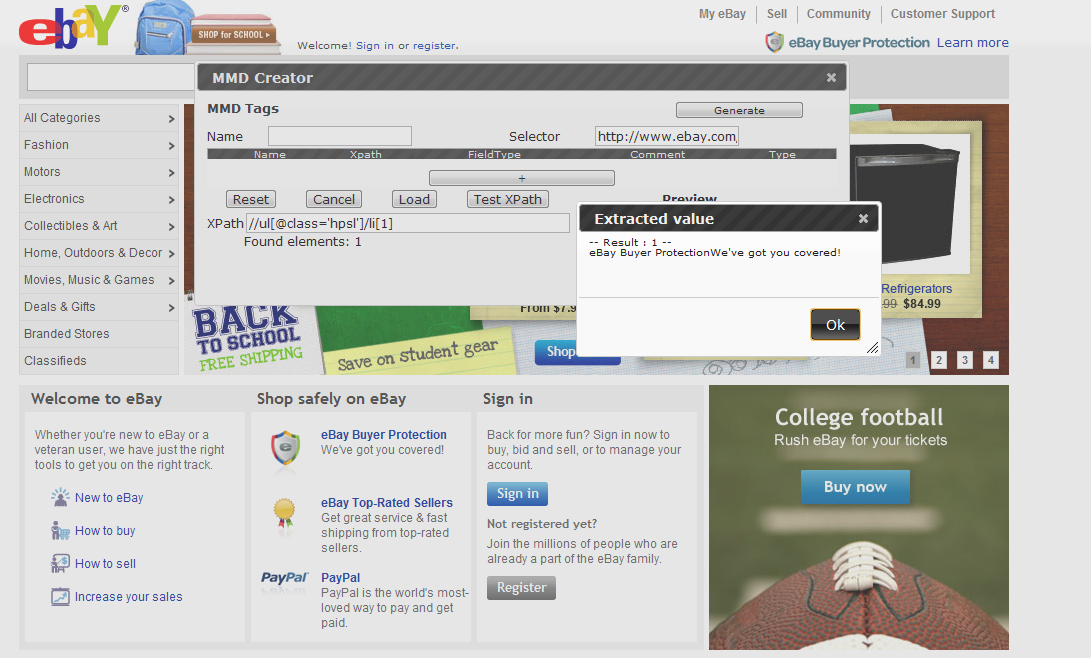 ebaY®
SHOP for SCHOOL ▸
Welcome! Sign in or register.
My eBay
Sell
Community
Customer Support
eBay Buyer Protection Learn more
MMD Creator
MMD Tags
Generate
Name
Selector
http://www.ebay.com
Name Xpath FieldType Comment Type
+
Reset
Cancel
Load
Test XPath
Preview
XPath
//ul[@class='hpsl']/li[1]
Found elements: 1
Extracted value
-- Result : 1 --
eBay Buyer ProtectionWe've got you covered!
Ok
All Categories
Fashion
Motors
Electronics
Collectibles & Art
Home, Outdoors & Decor
Movies, Music & Games
Deals & Gifts
Branded Stores
Classifieds
BACK
TO SCHOOL
FREE SHIPPING
Save on student gear
From $7.9
Shop
Refrigerators
.99 $84.99
1 2 3 4
Welcome to eBay
Whether you're new to eBay or a
veteran user, we have just the right
tools to get you on the right track.
New to eBay
How to buy
How to sell
Increase your sales
Shop safely on eBay
eBay Buyer Protection
We've got you covered!
eBay Top-Rated Sellers
Get great service & fast
shipping from top-rated
sellers.
PayPal
PayPal
PayPal is the world's most-
loved way to pay and get
paid.
Sign in
Back for more fun? Sign in now to
buy, bid and sell, or to manage your
account.
Sign in
Not registered yet?
Join the millions of people who are
already a part of the eBay family.
Register
College football
Rush eBay for your tickets
Buy now